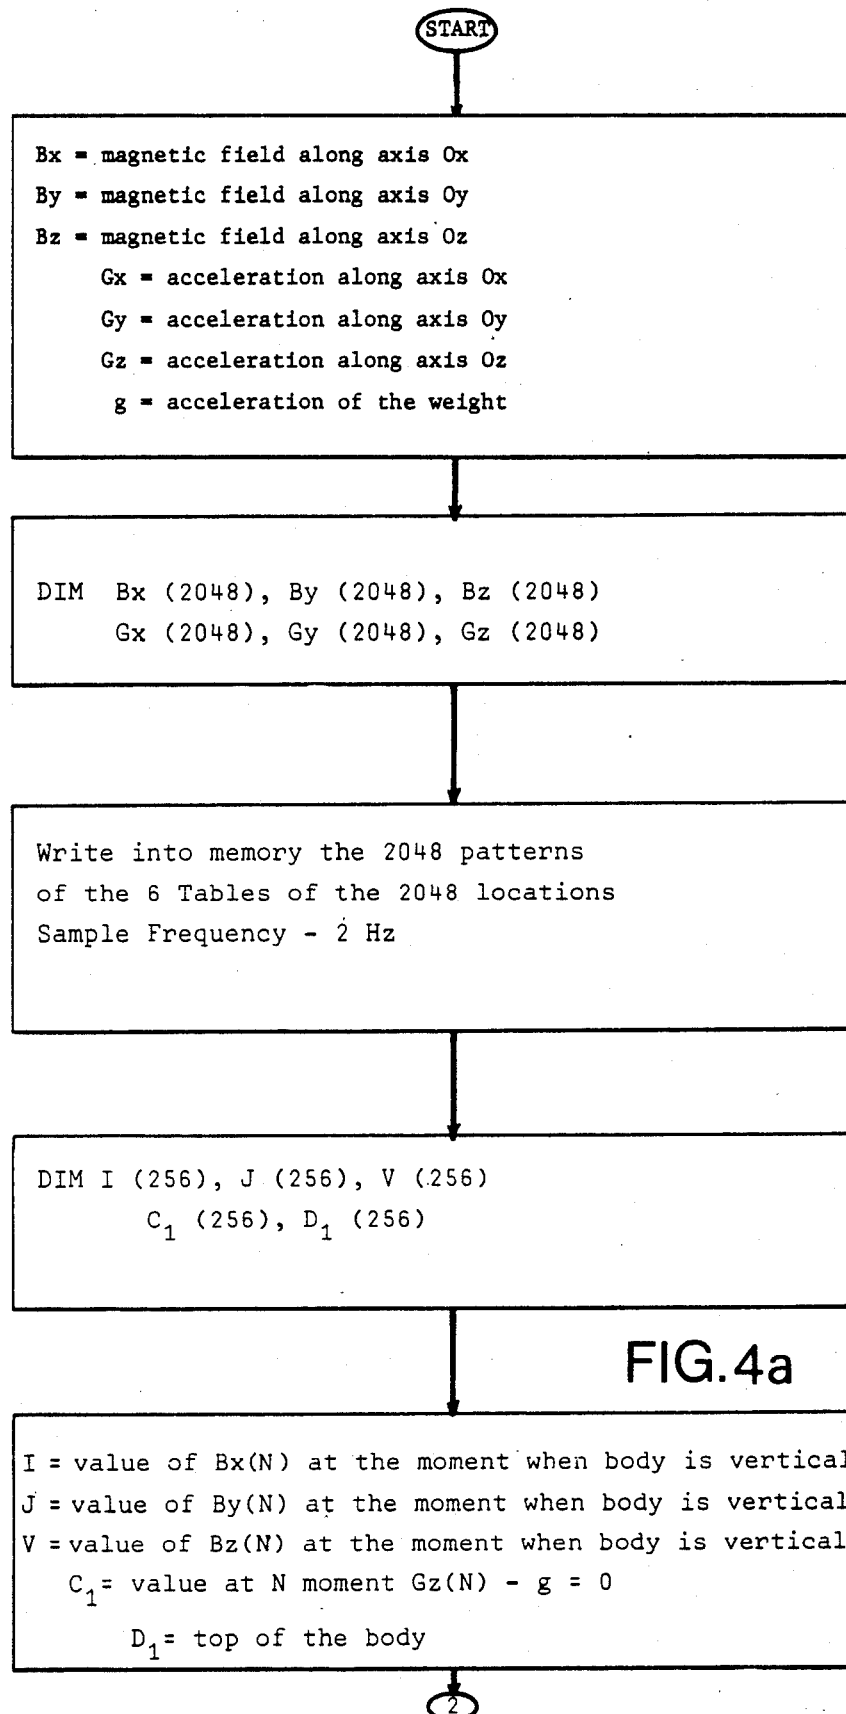 START
Bx = magnetic field along axis Ox
By = magnetic field along axis Oy
Bz = magnetic field along axis Oz
Gx = acceleration along axis Ox
Gy = acceleration along axis Oy
Gz = acceleration along axis Oz
g = acceleration of the weight
DIM Bx (2048), By (2048), Bz (2048)
Gx (2048), Gy (2048), Gz (2048)
Write into memory the 2048 patterns
of the 6 Tables of the 2048 locations
Sample Frequency - 2 Hz
DIM I (256), J (256), V (256)
C₁ (256), D₁ (256)
FIG.4a
I = value of Bx(N) at the moment when body is vertical
J = value of By(N) at the moment when body is vertical
V = value of Bz(N) at the moment when body is vertical
C₁= value at N moment Gz(N) - g = 0
D₁= top of the body
2